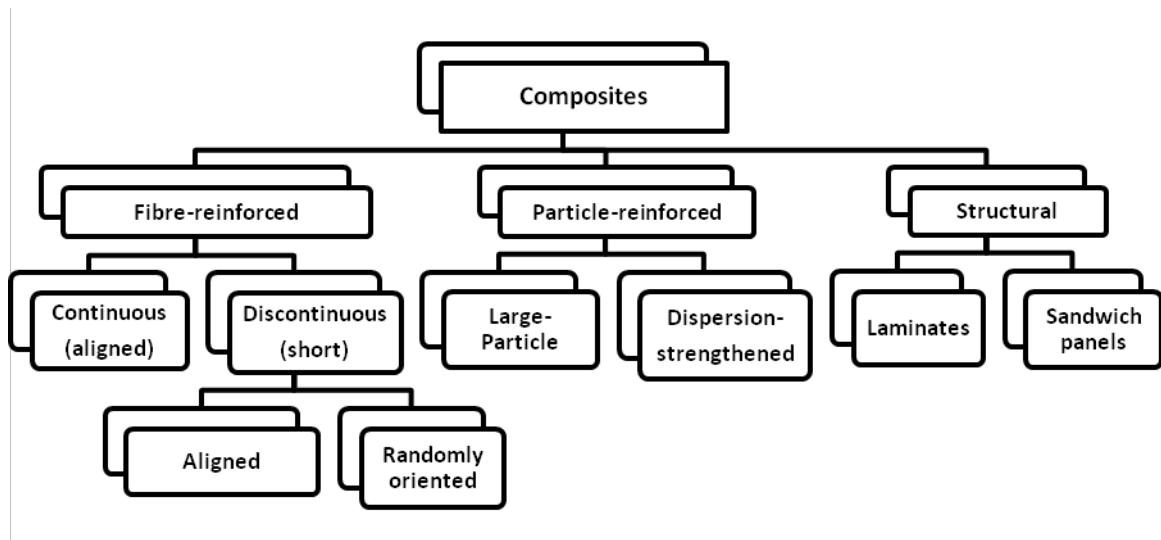 Composites
Fibre-reinforced
Particle-reinforced
Structural
Continuous
(aligned)
Discontinuous
(short)
Large-
Particle
Dispersion-
strengthened
Laminates
Sandwich
panels
Aligned
Randomly
oriented